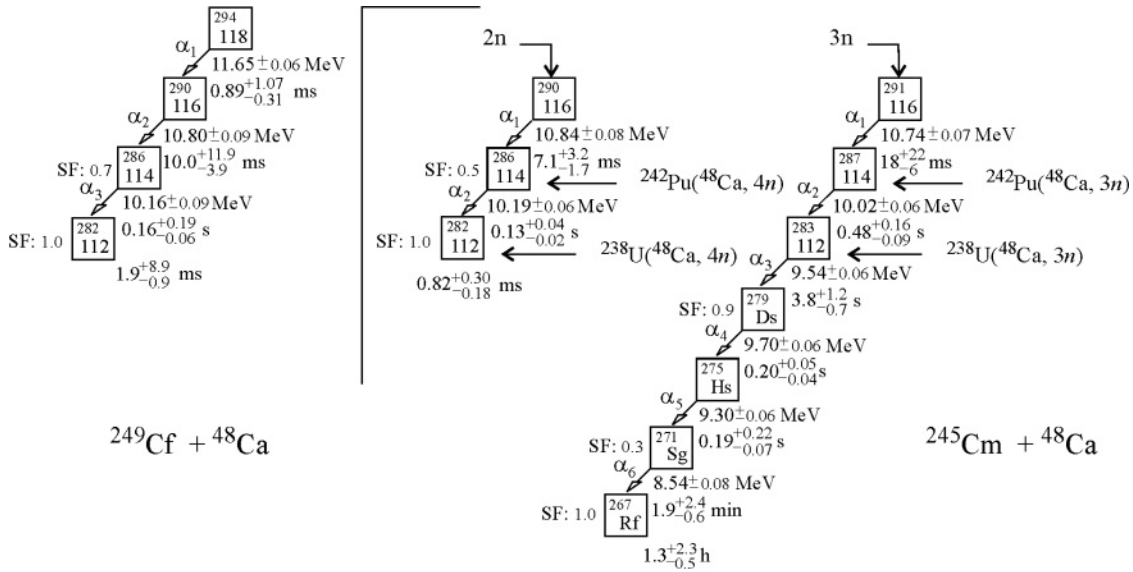 294
118
α1
11.65±0.06 MeV
290
116
0.89+1.07−0.31 ms
α2
10.80±0.09 MeV
SF: 0.7
286
114
10.0+11.9−3.9 ms
α3
10.16±0.09 MeV
SF: 1.0
282
112
0.16+0.19−0.06 s
1.9+8.9−0.9 ms
249Cf + 48Ca
2n
290
116
α1
10.84±0.08 MeV
SF: 0.5
286
114
7.1+3.2−1.7 ms
242Pu(48Ca, 4n)
α2
10.19±0.06 MeV
SF: 1.0
282
112
0.13+0.04−0.02 s
238U(48Ca, 4n)
0.82+0.30−0.18 ms
3n
291
116
α1
10.74±0.07 MeV
287
114
18+22−6 ms
242Pu(48Ca, 3n)
α2
10.02±0.06 MeV
283
112
0.48+0.16−0.09 s
238U(48Ca, 3n)
α3
9.54±0.06 MeV
SF: 0.9
279
Ds
3.8+1.2−0.7 s
α4
9.70±0.06 MeV
275
Hs
0.20+0.05−0.04 s
α5
9.30±0.06 MeV
SF: 0.3
271
Sg
0.19+0.22−0.07 s
α6
8.54±0.08 MeV
SF: 1.0
267
Rf
1.9+2.4−0.6 min
1.3+2.3−0.5 h
245Cm + 48Ca